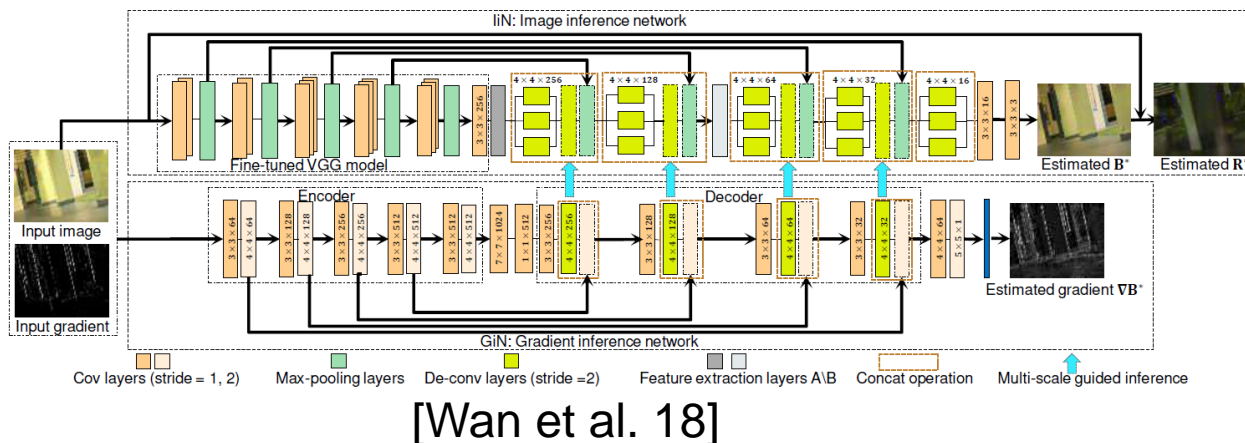 IiN: Image inference network
4 × 4 × 256
4 × 4 × 128
4 × 4 × 64
4 × 4 × 32
4 × 4 × 16
3 × 3 × 256
3 × 3 × 16
3 × 3 × 3
Fine-tuned VGG model
Estimated B*
Estimated R*
Encoder
Decoder
Input image
3 × 3 × 64
4 × 4 × 64
3 × 3 × 128
4 × 4 × 128
3 × 3 × 256
4 × 4 × 256
3 × 3 × 512
4 × 4 × 512
3 × 3 × 512
4 × 4 × 512
7 × 7 × 1024
1 × 1 × 512
3 × 3 × 256
4 × 4 × 256
3 × 3 × 128
4 × 4 × 128
3 × 3 × 64
4 × 4 × 64
3 × 3 × 32
4 × 4 × 32
4 × 4 × 64
5 × 5 × 1
Estimated gradient ∇B*
Input gradient
GiN: Gradient inference network
Cov layers (stride = 1, 2)
Max-pooling layers
De-conv layers (stride =2)
Feature extraction layers A\B
Concat operation
Multi-scale guided inference
[Wan et al. 18]